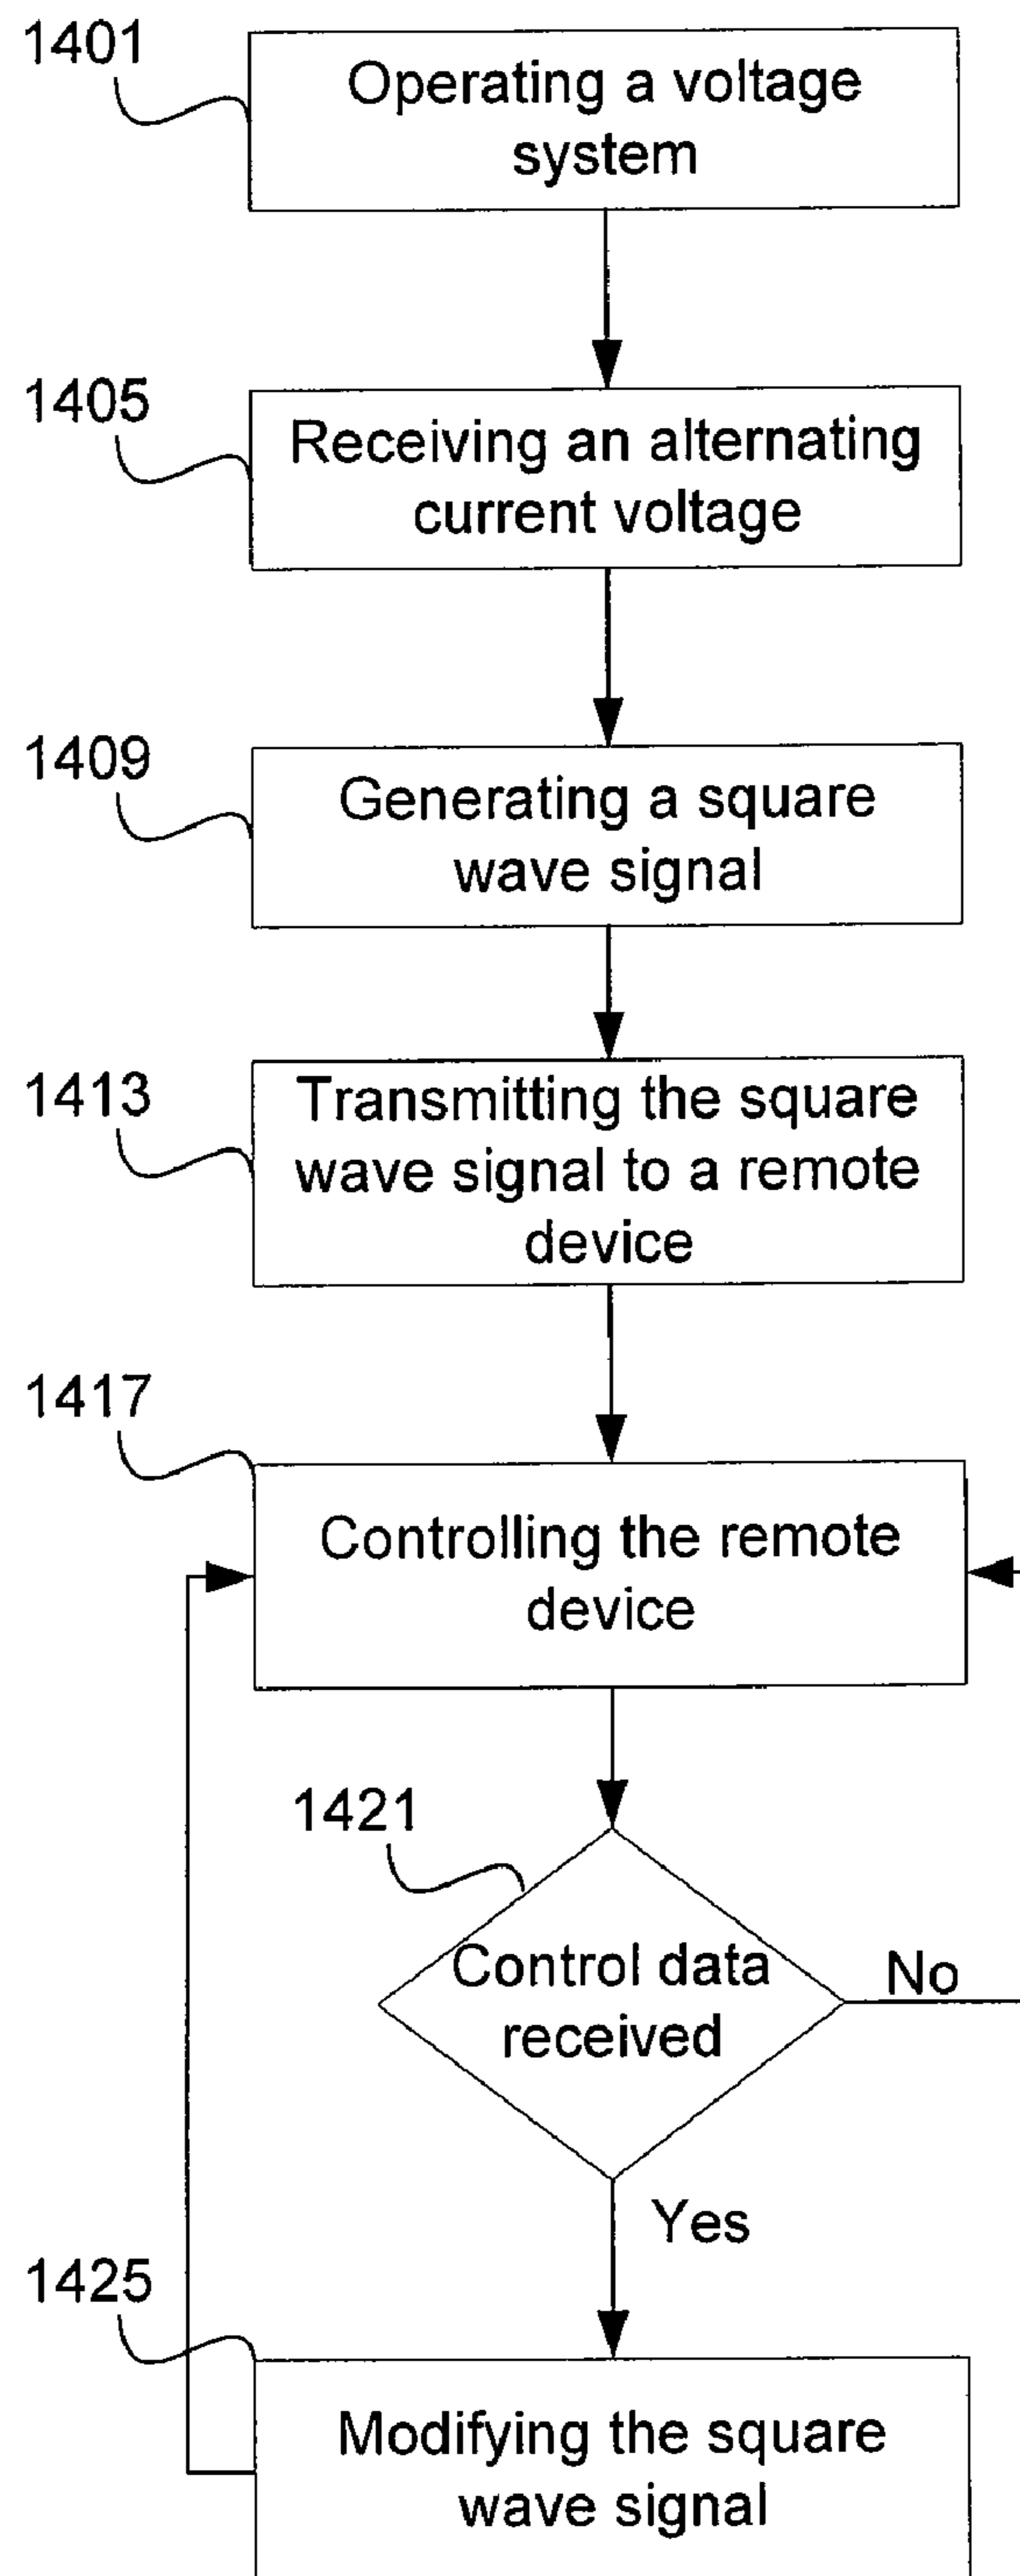 1401
Operating a voltage
system
1405
Receiving an alternating
current voltage
1409
Generating a square
wave signal
1413
Transmitting the square
wave signal to a remote
device
1417
Controlling the remote
device
1421
Control data
received
No
Yes
1425
Modifying the square
wave signal